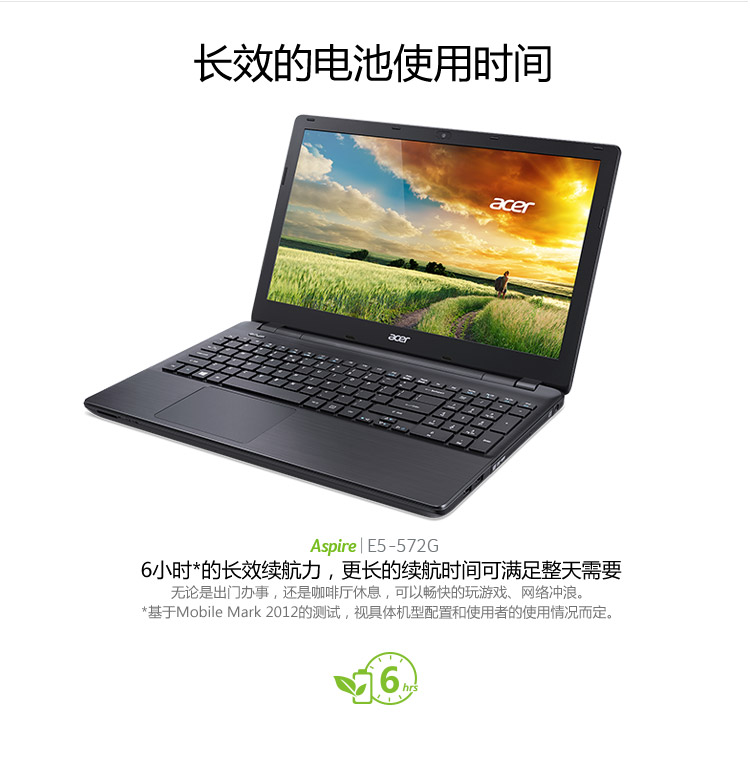 长效的电池使用时间
acer
acer
Aspire | E5-572G
6小时*的长效续航力，更长的续航时间可满足整天需要
无论是出门办事，还是咖啡厅休息，可以畅快的玩游戏、网络冲浪。
*基于Mobile Mark 2012的测试，视具体机型配置和使用者的使用情况而定。
6 hrs